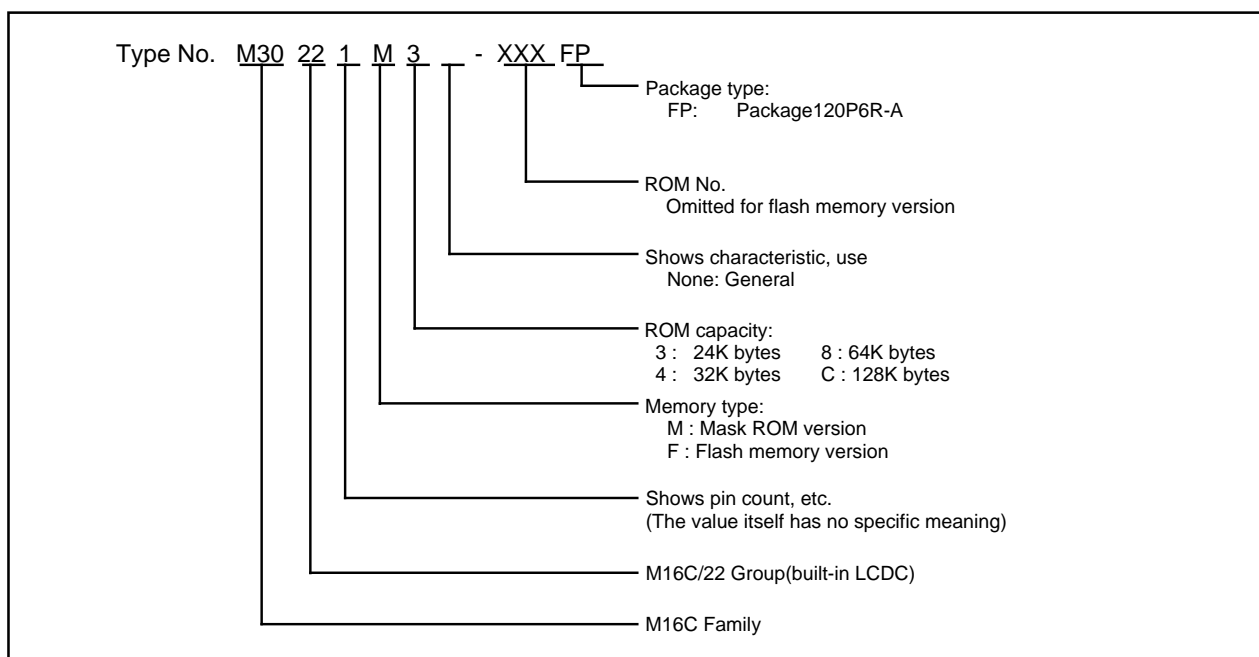 Type No. M30 22 1 M 3 - XXX FP
Package type:
FP: Package120P6R-A
ROM No.
Omitted for flash memory version
Shows characteristic, use
None: General
ROM capacity:
3 : 24K bytes 8 : 64K bytes
4 : 32K bytes C : 128K bytes
Memory type:
M : Mask ROM version
F : Flash memory version
Shows pin count, etc.
(The value itself has no specific meaning)
M16C/22 Group(built-in LCDC)
M16C Family